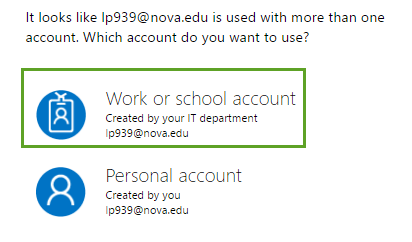 It looks like lp939@nova.edu is used with more than one
account. Which account do you want to use?
Work or school account
Created by your IT department
lp939@nova.edu
Personal account
Created by you
lp939@nova.edu